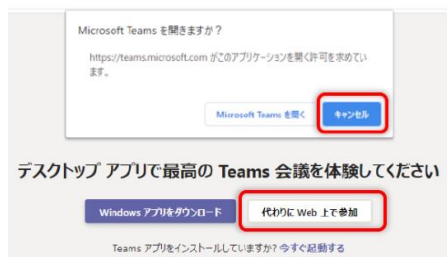 Microsoft Teams を開きますか？
https://teams.microsoft.com がこのアプリケーションを開く許可を求めてい
ます。
Microsoft Teams を開く
キャンセル
デスクトップ アプリで最高の Teams 会議を体験してください
Windows アプリをダウンロード
代わりに Web 上で参加
Teams アプリをインストールしていますか? 今すぐ起動する